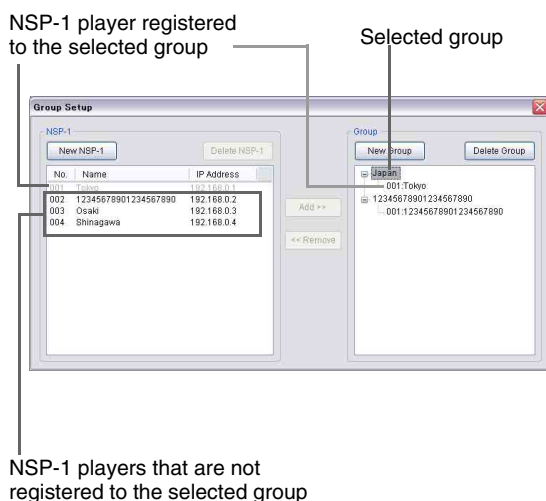 NSP-1 player registered
to the selected group
Selected group
Group Setup
NSP-1
New NSP-1
Delete NSP-1
No. Name IP Address
001 Tokyo 192.168.0.1
002 12345678901234567890 192.168.0.2
003 Osaki 192.168.0.3
004 Shinagawa 192.168.0.4
Add >>
<< Remove
Group
New Group
Delete Group
Japan
001:Tokyo
12345678901234567890
001:12345678901234567890
NSP-1 players that are not
registered to the selected group